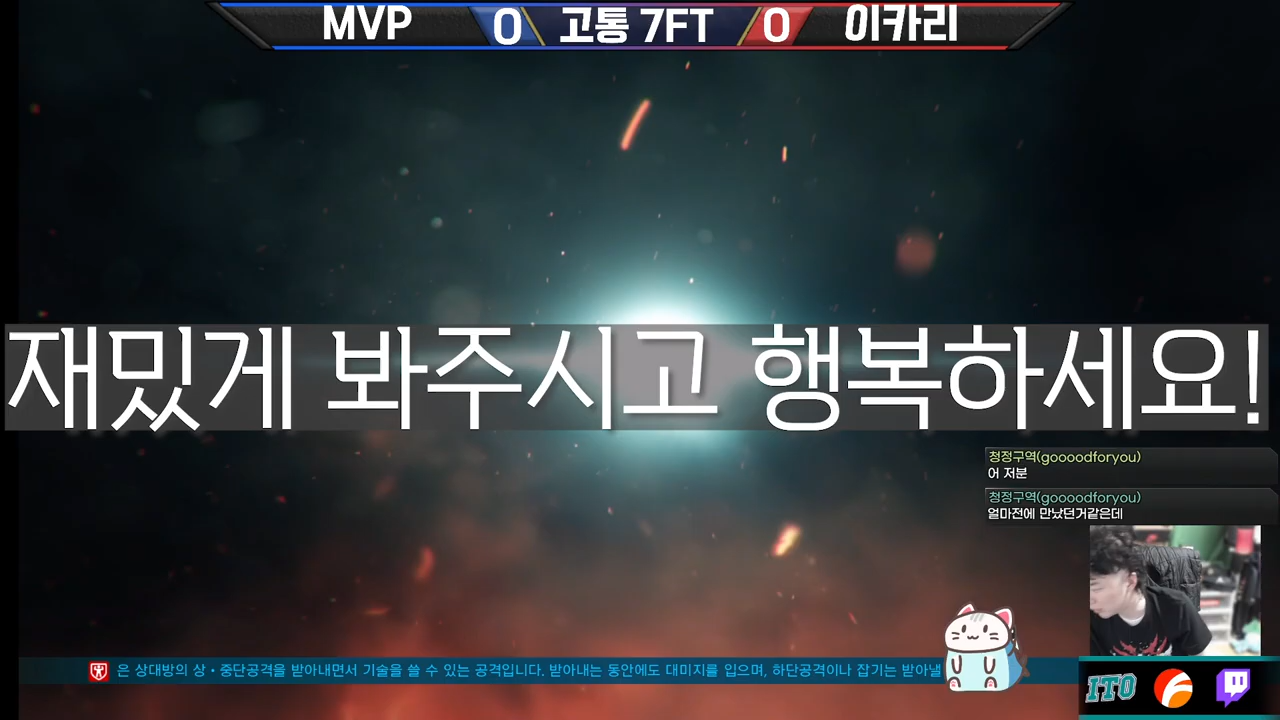 MVP 0 고통 7FT 0 이카리
재밌게 봐주시고 행복하세요!
청정구역(goooodforyou)
어 저분
청정구역(goooodforyou)
얼마전에 만났던거같은데
은 상대방의 상・중단공격을 받아내면서 기술을 쓸 수 있는 공격입니다. 받아내는 동안에도 대미지를 입으며, 하단공격이나 잡기는 받아낼
ITO